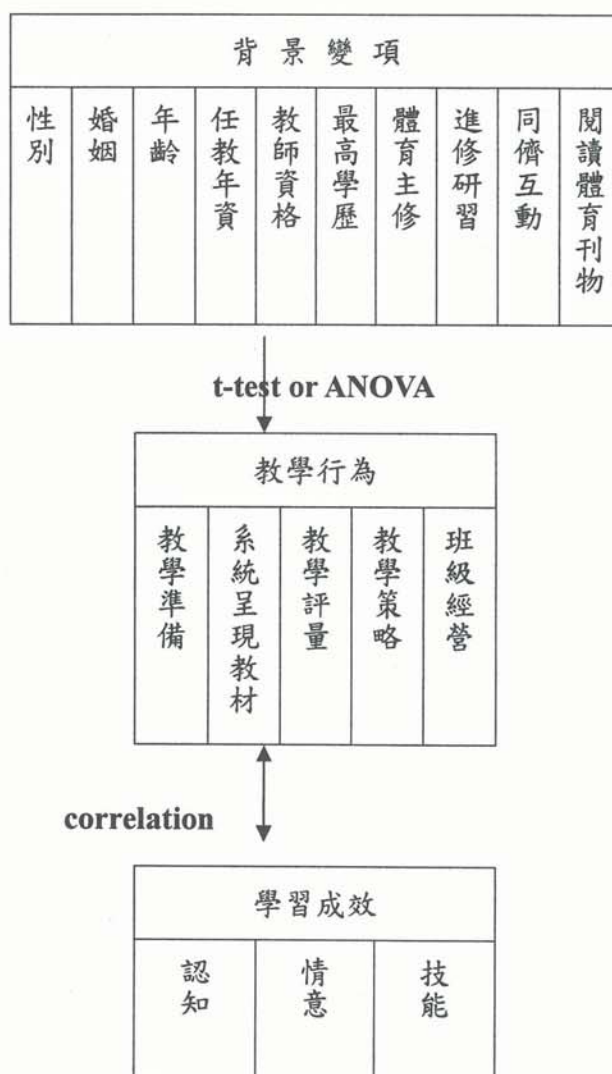 背景變項
性別
婚姻
年齡
任教年資
教師資格
最高學歷
體育主修
進修研習
同儕互動
閱讀體育刊物
t-test or ANOVA
教學行為
教學準備
系統呈現教材
教學評量
教學策略
班級經營
correlation
學習成效
認知
情意
技能